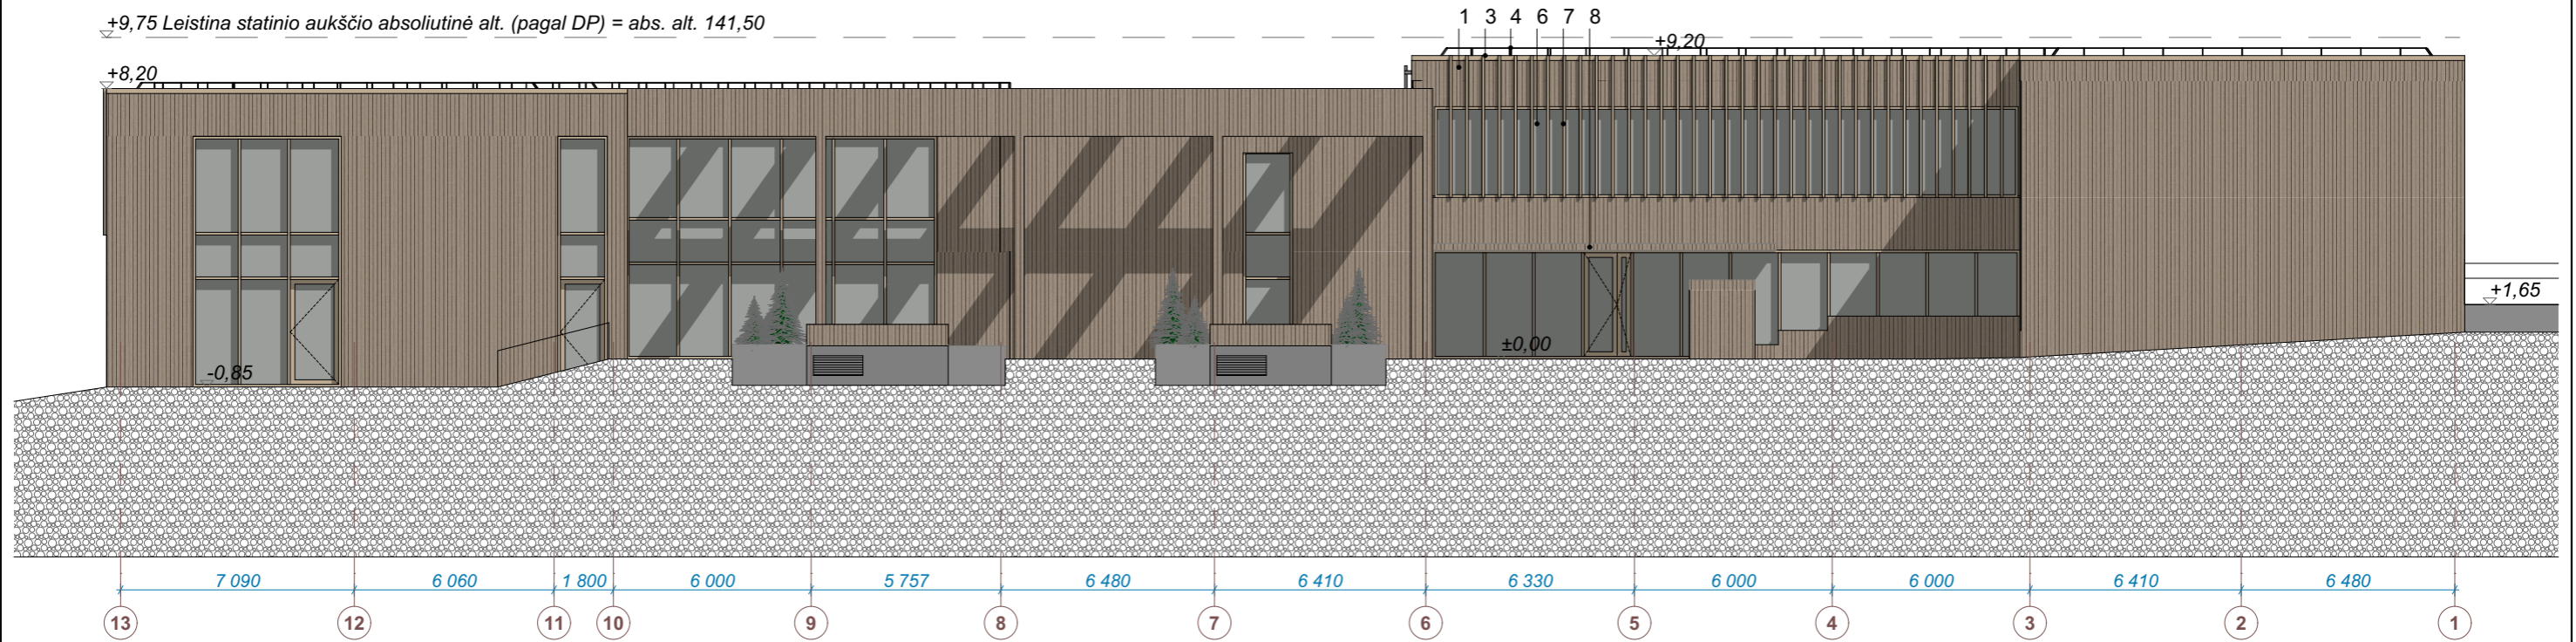 +9,75 Leistina statinio aukščio absoliutinė alt. (pagal DP) = abs. alt. 141,50
1 3 4 6 7 8
+9,20
+8,20
+1,65
±0,00
-0,85
7 090 6 060 1 800 6 000 5 757 6 480 6 410 6 330 6 000 6 000 6 410 6 480
13 12 11 10 9 8 7 6 5 4 3 2 1